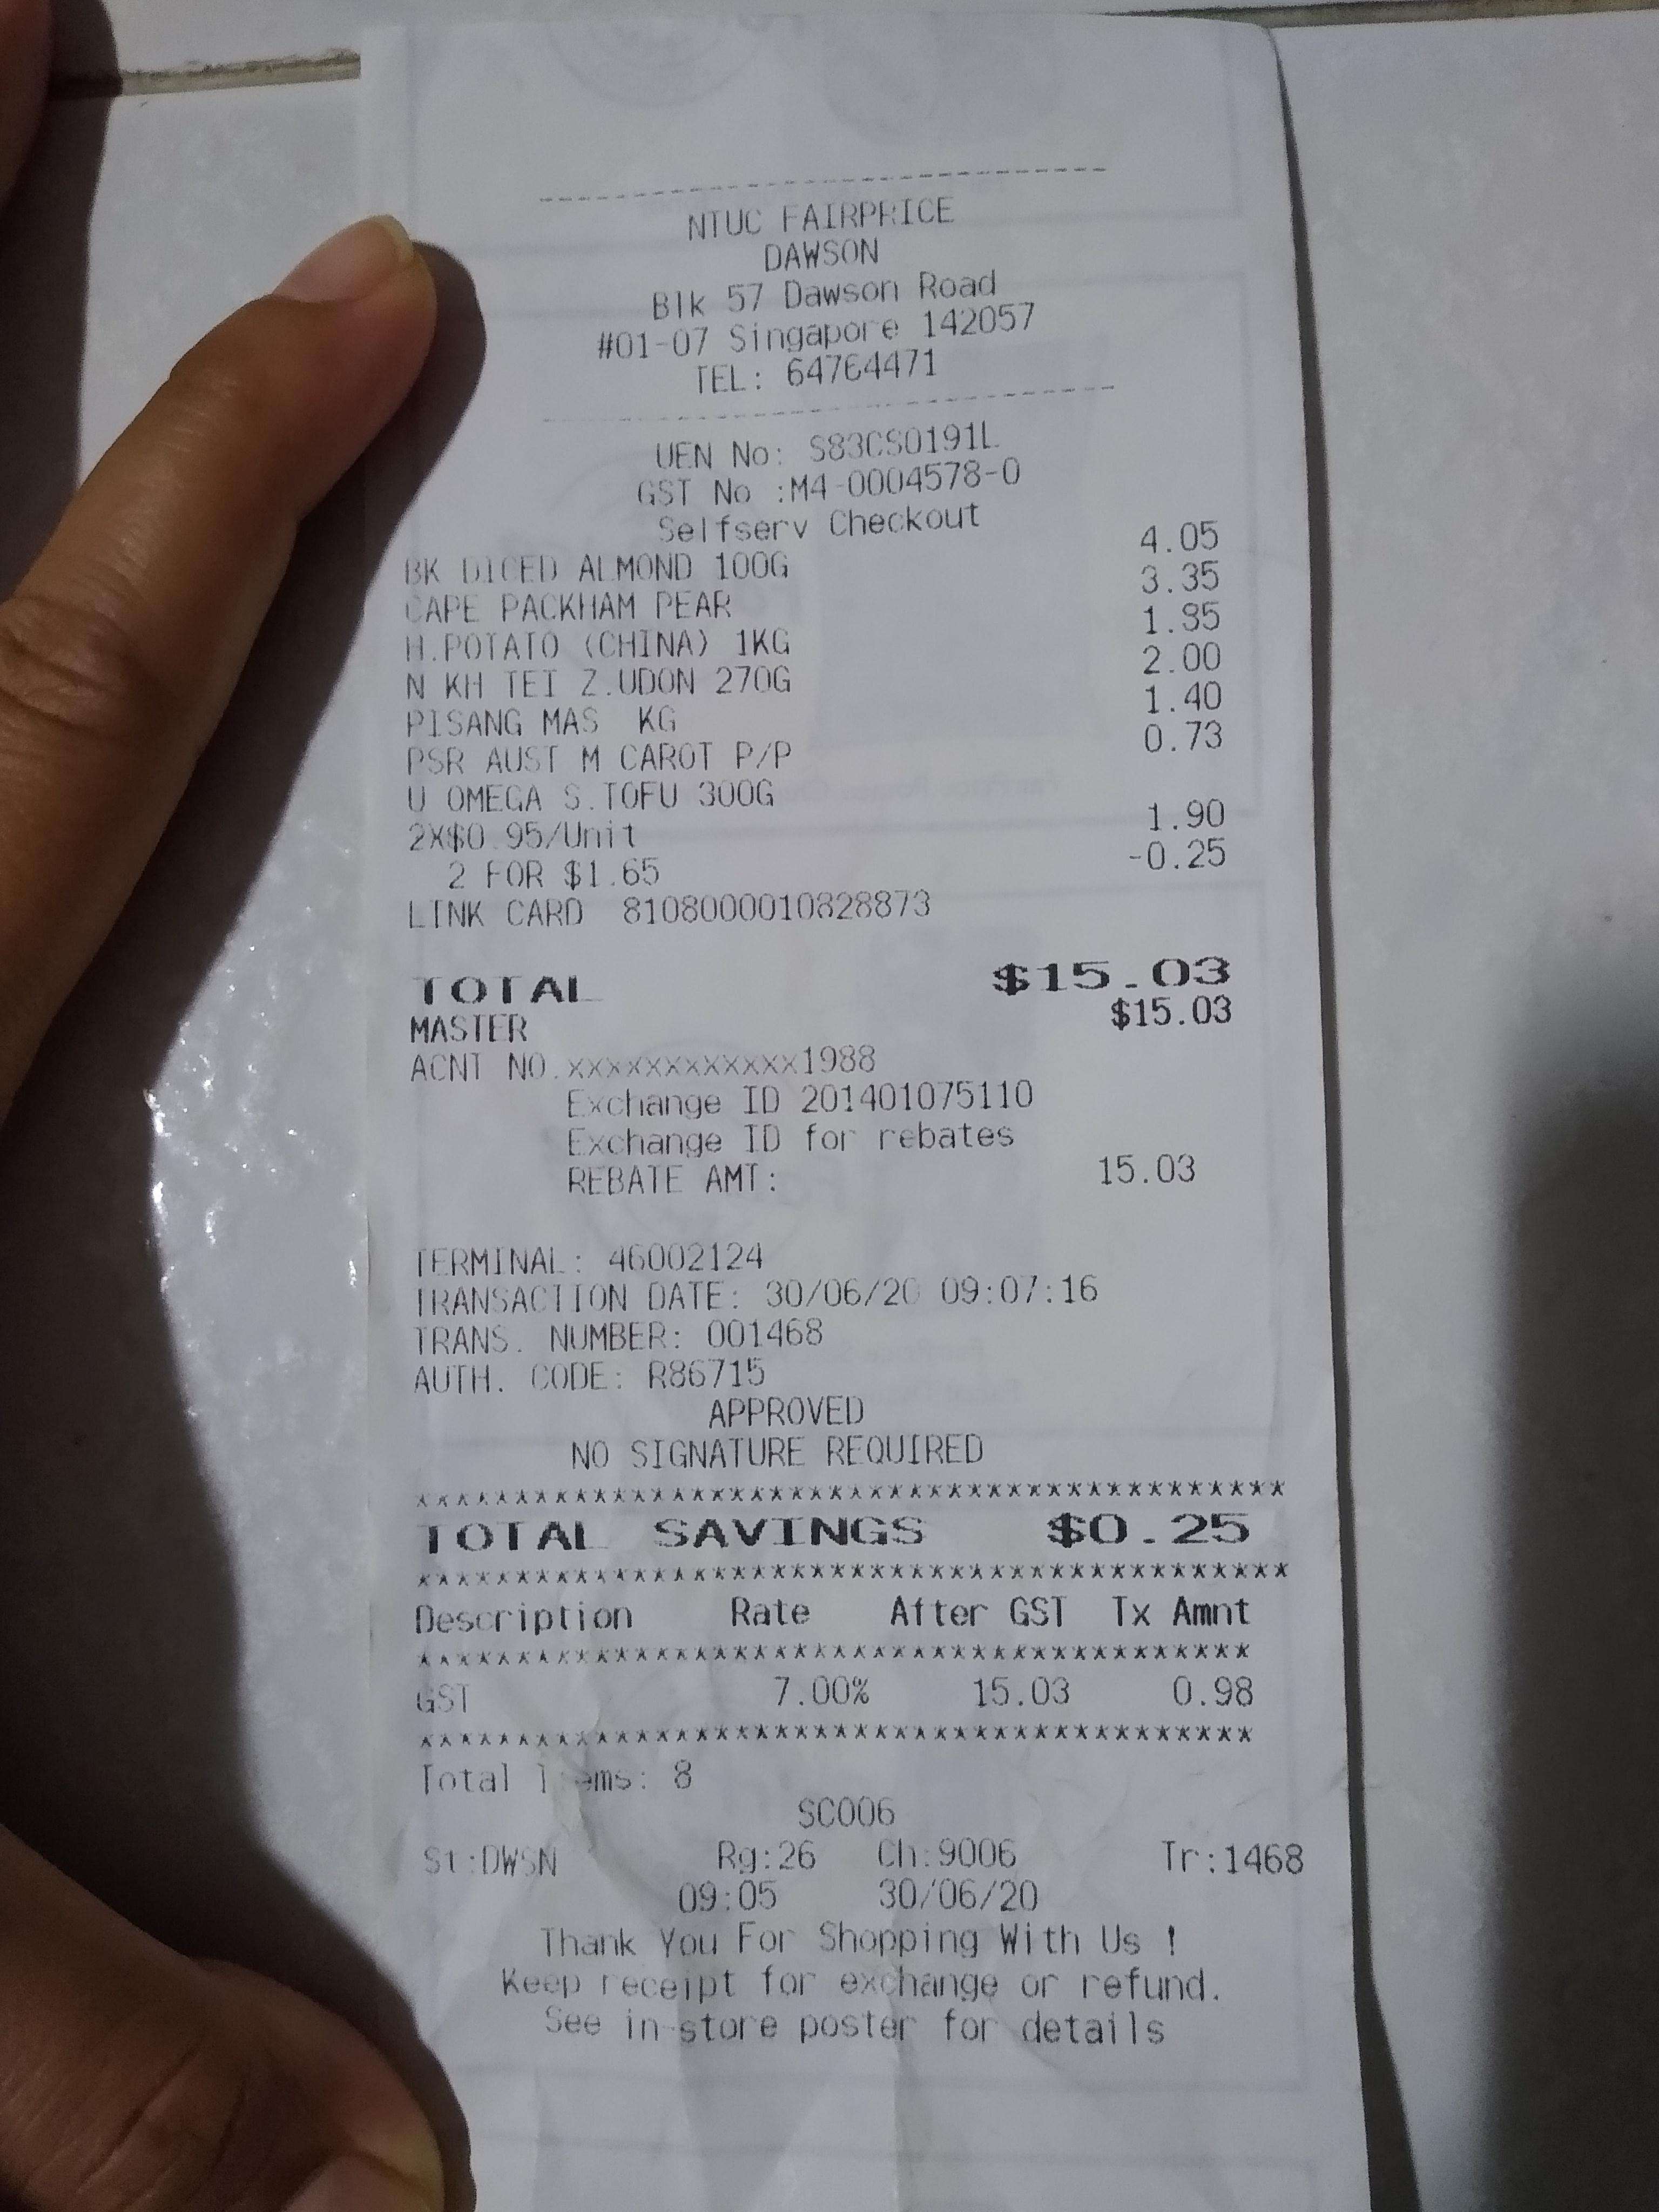 NTUC FAIRPRICE
DAWSON
Blk 57 Dawson Road
#01-07 Singapore 142057
TEL: 64764471
UEN No: S83CS0191L
GST No :M4-0004578-0
Selfserv Checkout
BK DICED ALMOND 100G 4.05
CAPE PACKHAM PEAR 3.35
H.POTATO (CHINA) 1KG 1.85
N KH TEI Z.UDON 270G 2.00
PISANG MAS KG 1.40
PSR AUST M CAROT P/P 0.73
U OMEGA S.TOFU 300G
2X$0.95/Unit 1.90
2 FOR $1.65 -0.25
LINK CARD 8108000010828873
TOTAL $15.03
MASTER $15.03
ACNT NO.xxxxxxxxxxxx1988
Exchange ID 201401075110
Exchange ID for rebates
REBATE AMT: 15.03
TERMINAL: 46002124
TRANSACTION DATE: 30/06/20 09:07:16
TRANS. NUMBER: 001468
AUTH. CODE: R86715
APPROVED
NO SIGNATURE REQUIRED
TOTAL SAVINGS $0.25
Description Rate After GST Tx Amnt
GST 7.00% 15.03 0.98
Total Items: 8
SC006
St:DWSN Rg:26 Ch:9006 Tr:1468
09:05 30/06/20
Thank You For Shopping With Us !
Keep receipt for exchange or refund.
See in-store poster for details